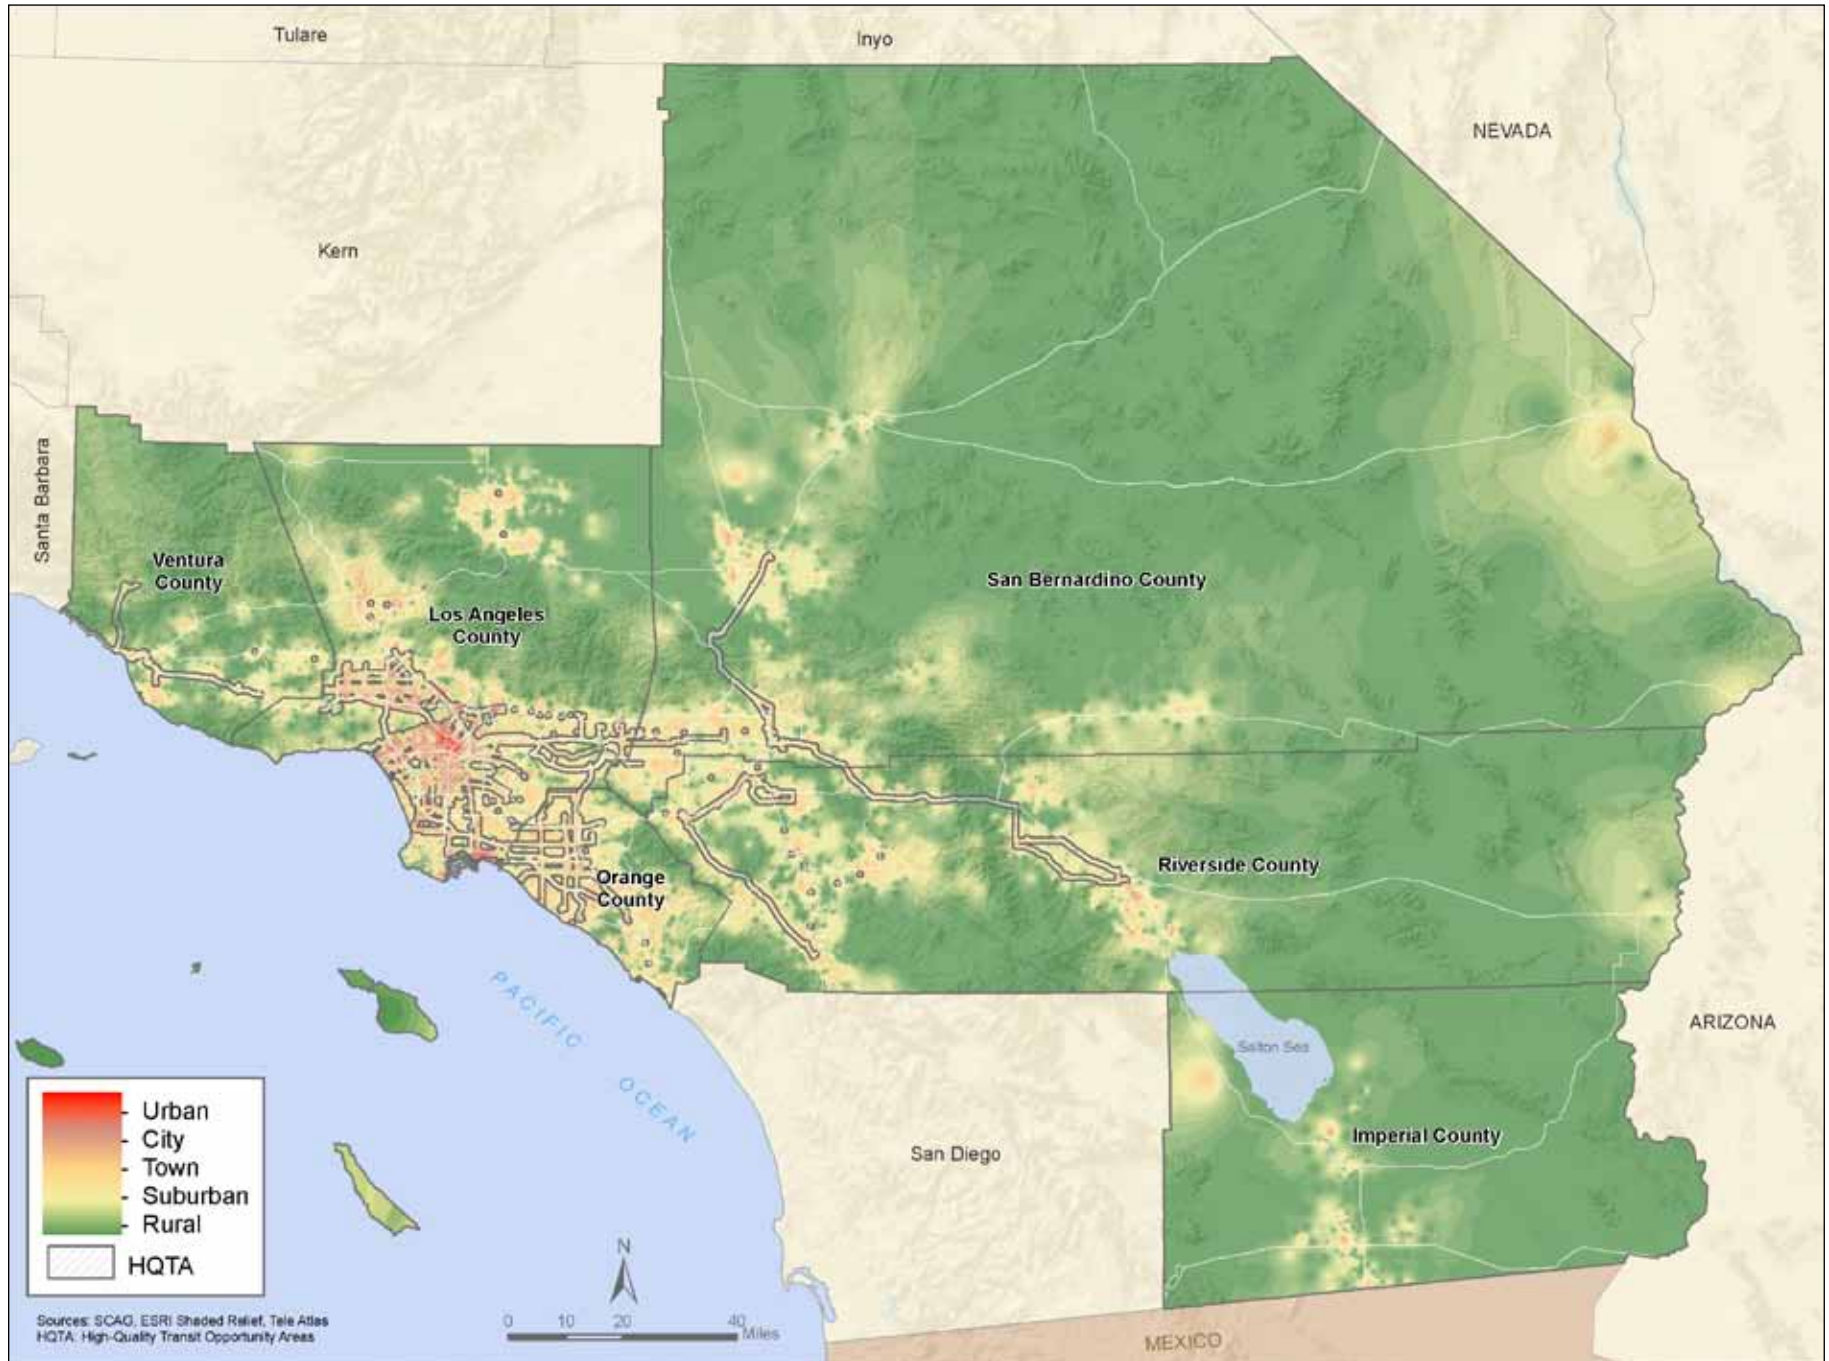 Tulare
Inyo
NEVADA
Kern
Santa Barbara
Ventura
County
Los Angeles
County
San Bernardino County
Orange
County
Riverside County
PACIFIC
OCEAN
Salton Sea
ARIZONA
Imperial County
San Diego
MEXICO
Urban
City
Town
Suburban
Rural
HQTA
N
0 10 20 40
Miles
Sources: SCAG, ESRI Shaded Relief, Tele Atlas
HQTA: High-Quality Transit Opportunity Areas